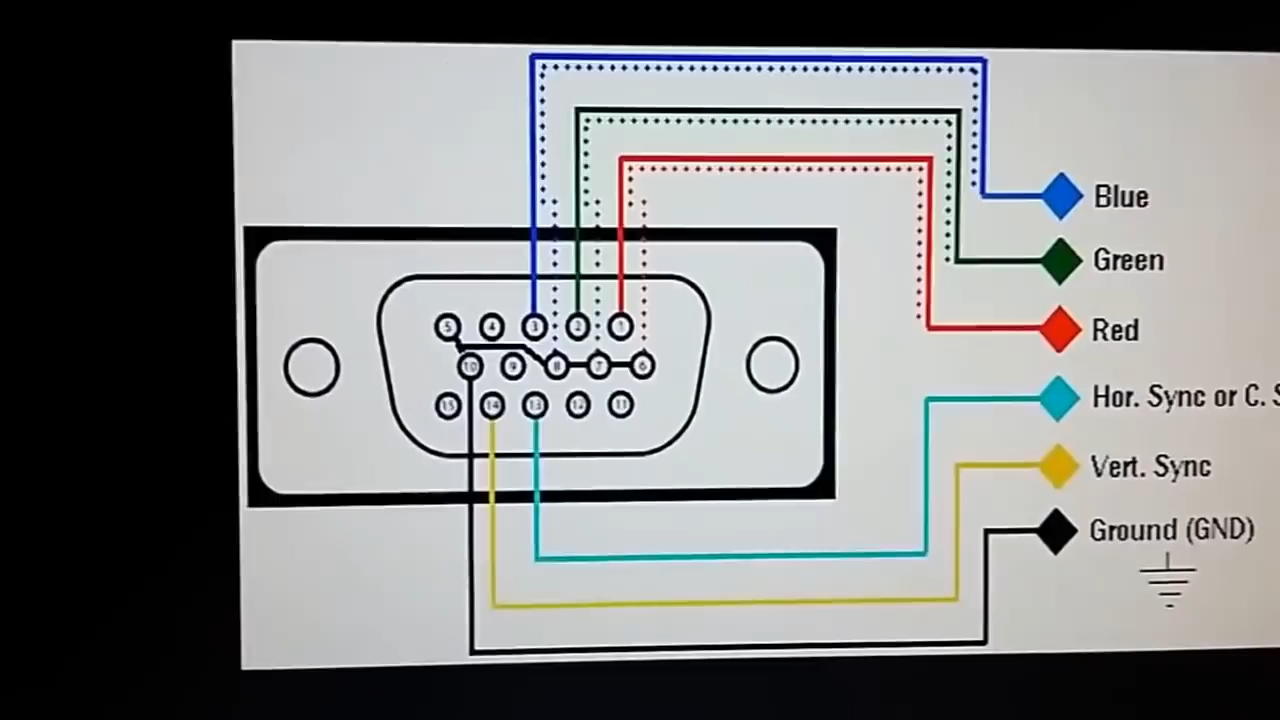 Blue
Green
Red
Hor. Sync or C. S
Vert. Sync
Ground (GND)
5 4 3 2 1
10 9 8 7 6
15 14 13 12 11